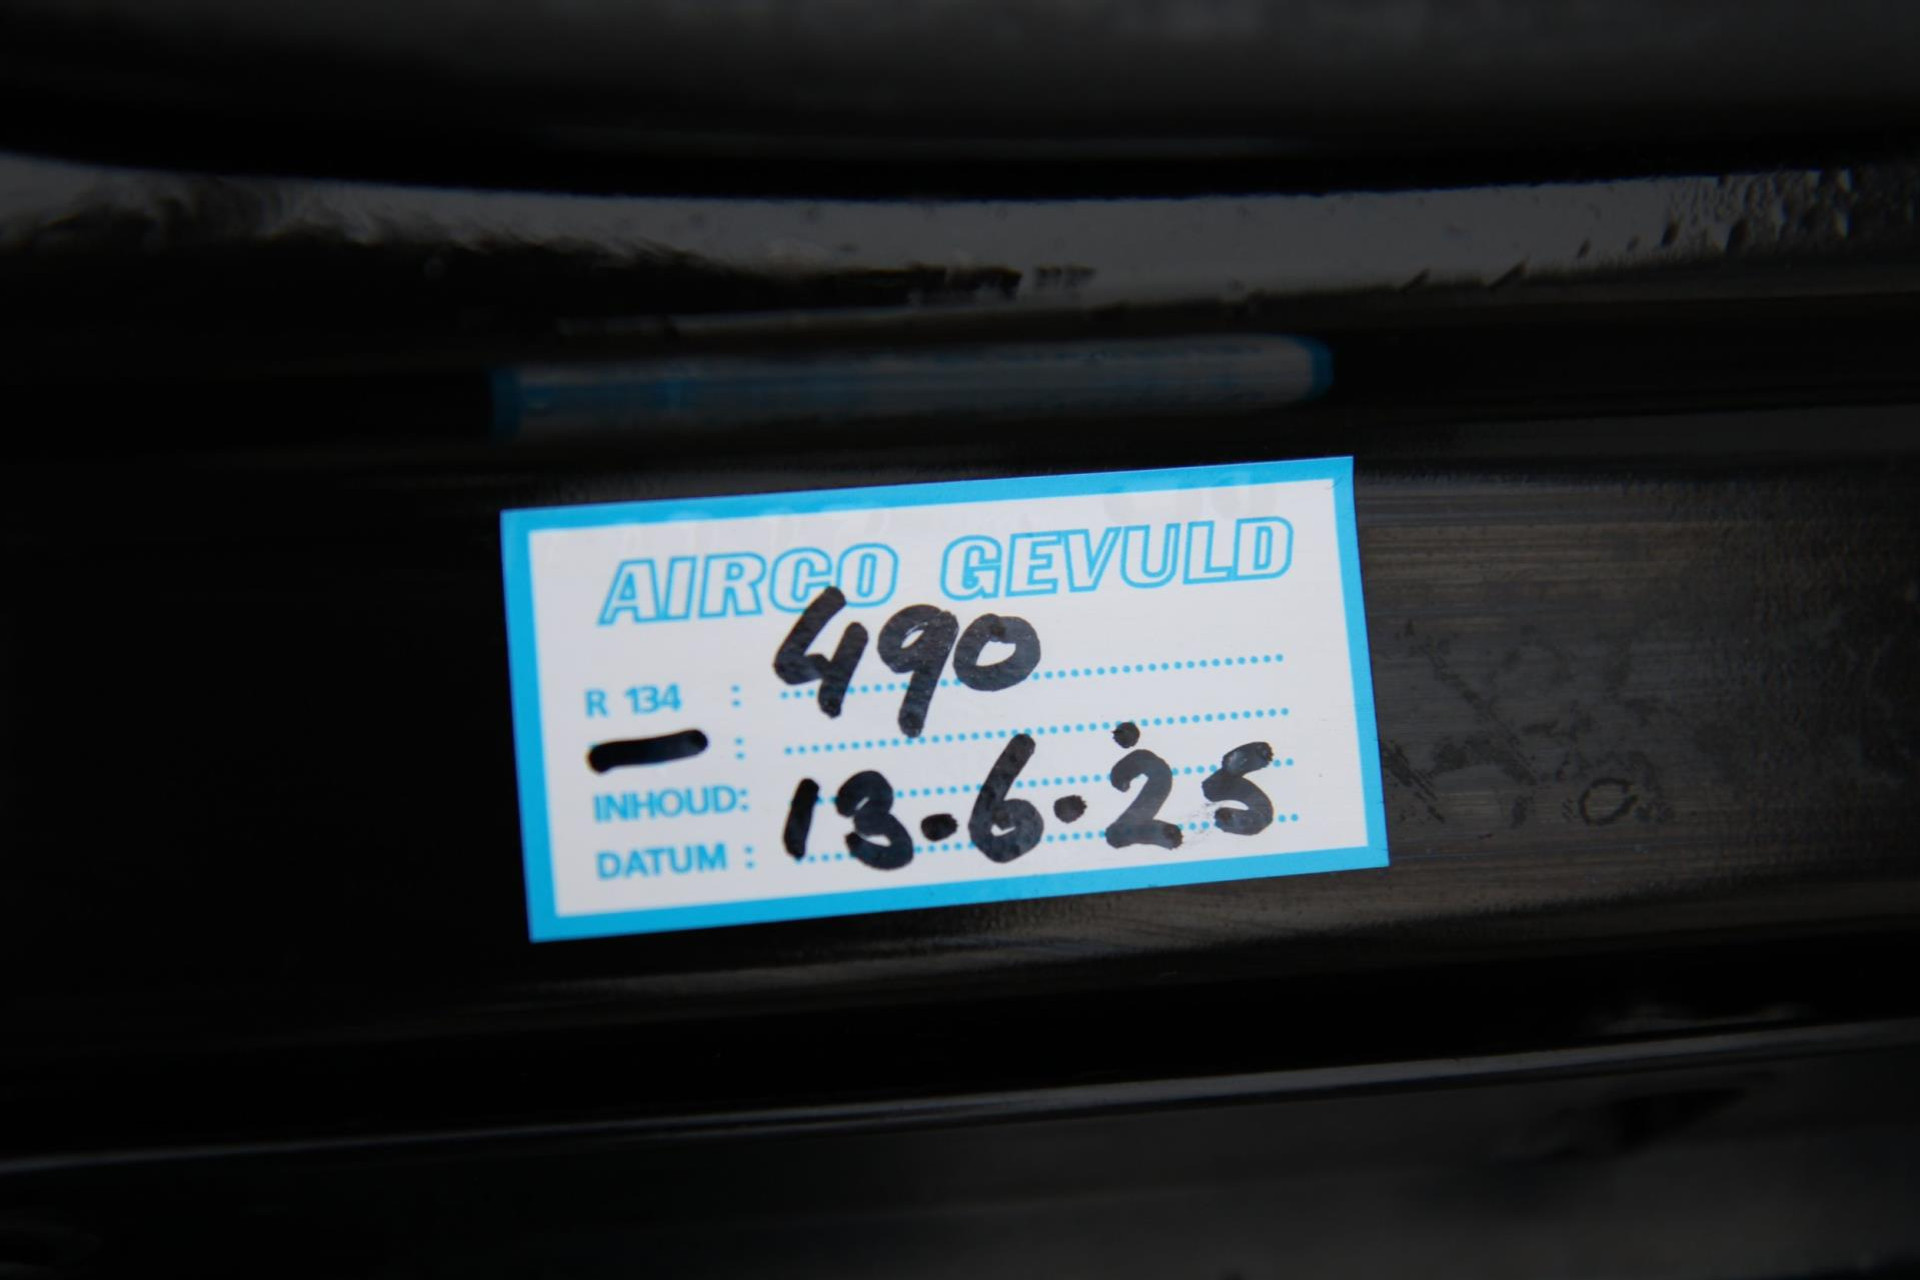 AIRCO GEVULD
R 134 : 490
:
INHOUD:
DATUM : 13.6.25